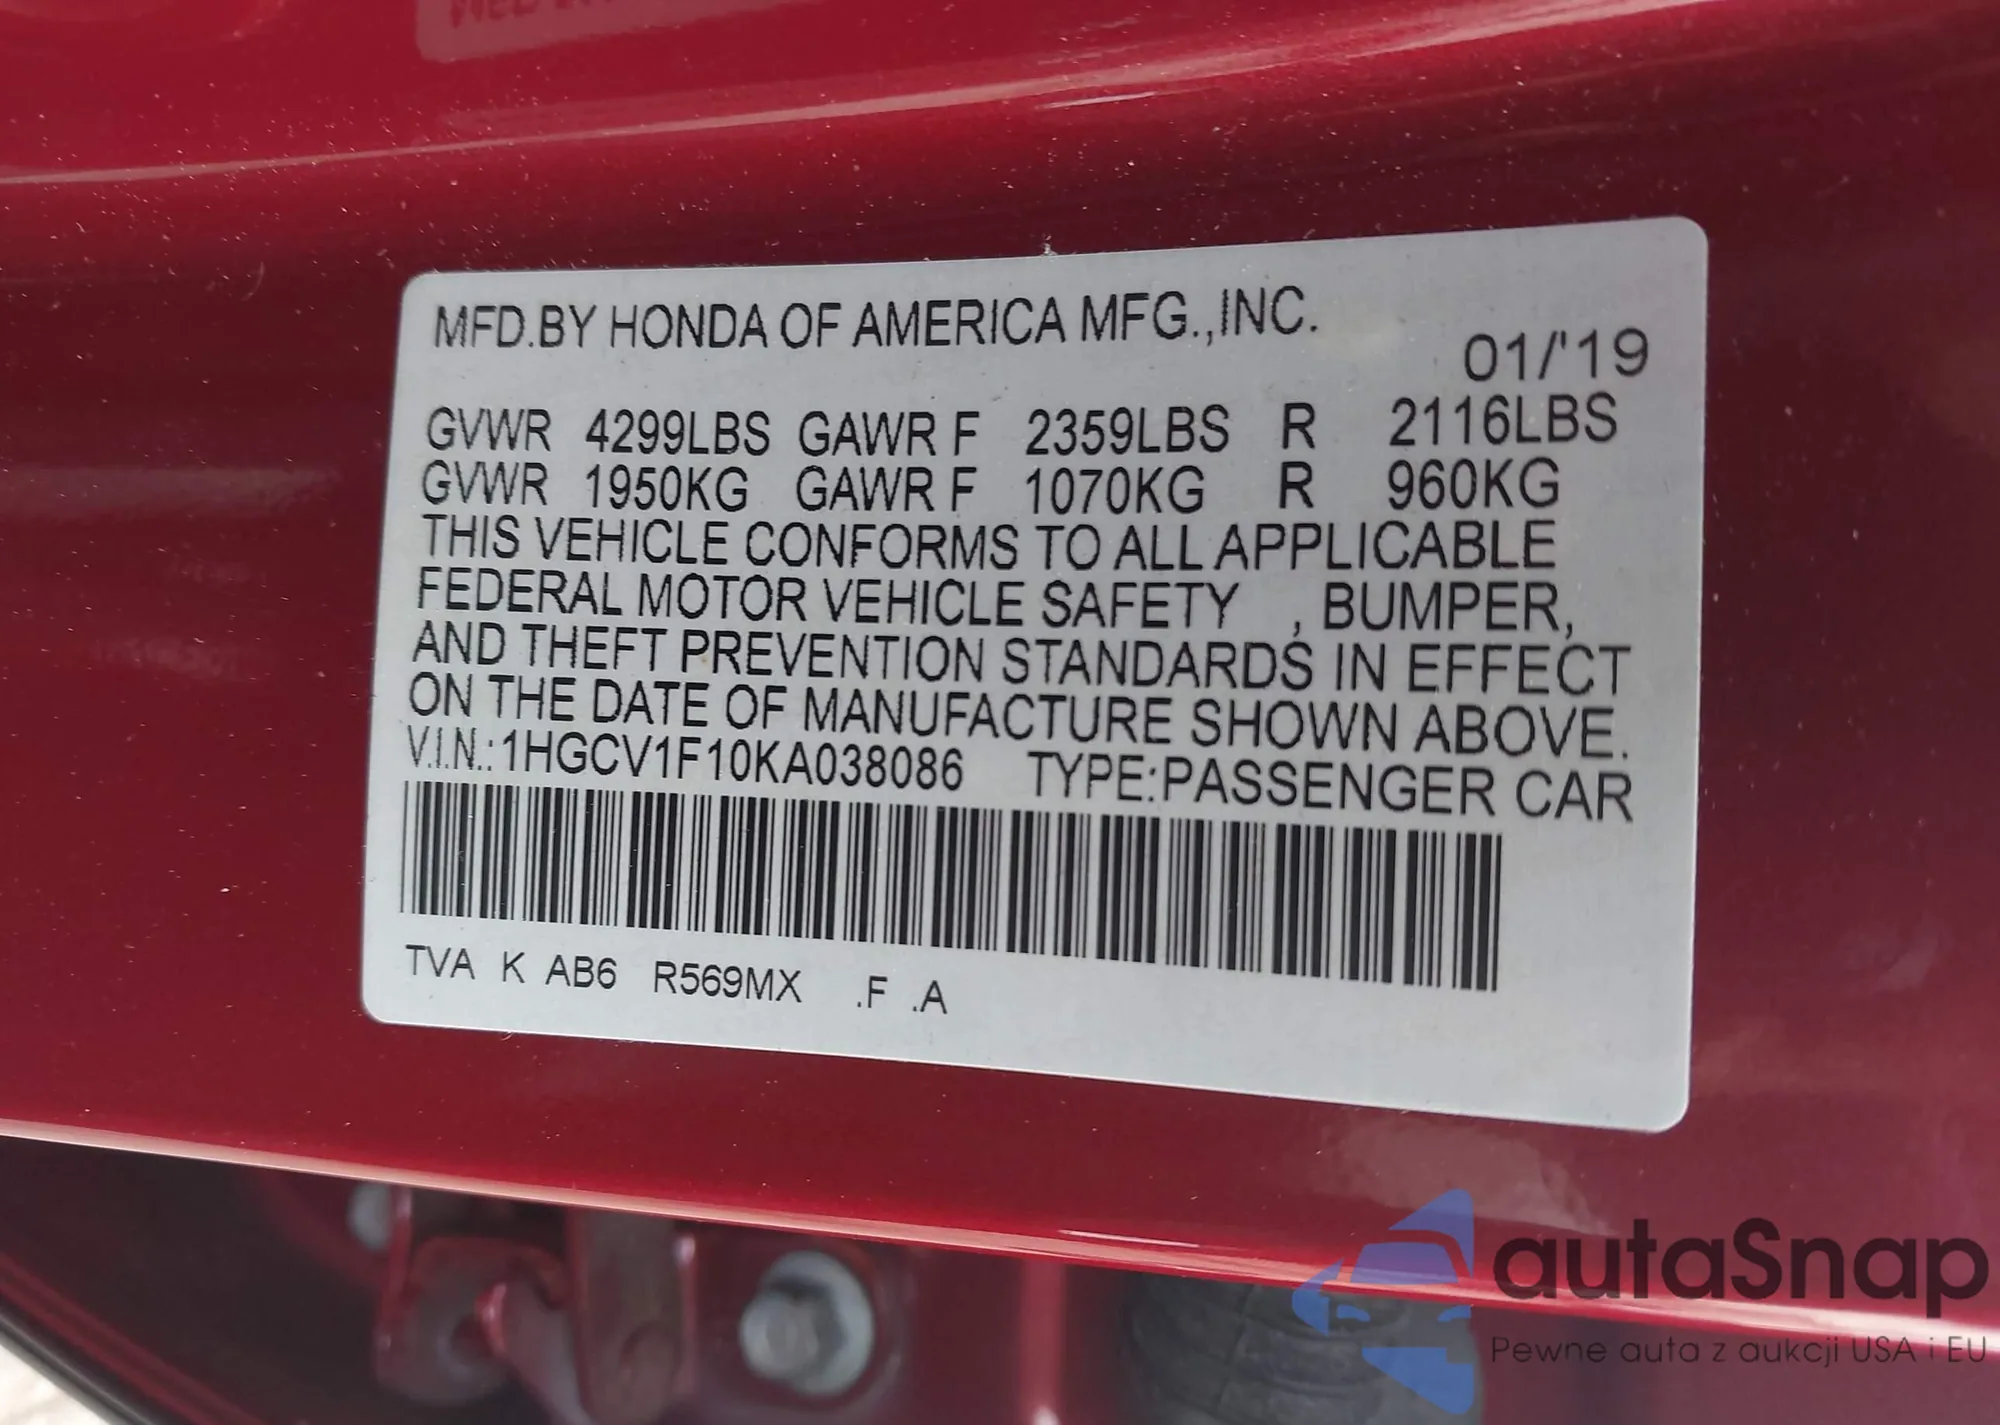 MFD.BY HONDA OF AMERICA MFG.,INC.
01/'19
GVWR 4299LBS GAWR F 2359LBS R 2116LBS
GVWR 1950KG GAWR F 1070KG R 960KG
THIS VEHICLE CONFORMS TO ALL APPLICABLE
FEDERAL MOTOR VEHICLE SAFETY , BUMPER,
AND THEFT PREVENTION STANDARDS IN EFFECT
ON THE DATE OF MANUFACTURE SHOWN ABOVE.
V.I.N.:1HGCV1F10KA038086 TYPE:PASSENGER CAR
TVA K AB6 R569MX .F .A
autaSnap
Pewne auta z aukcji USA i EU